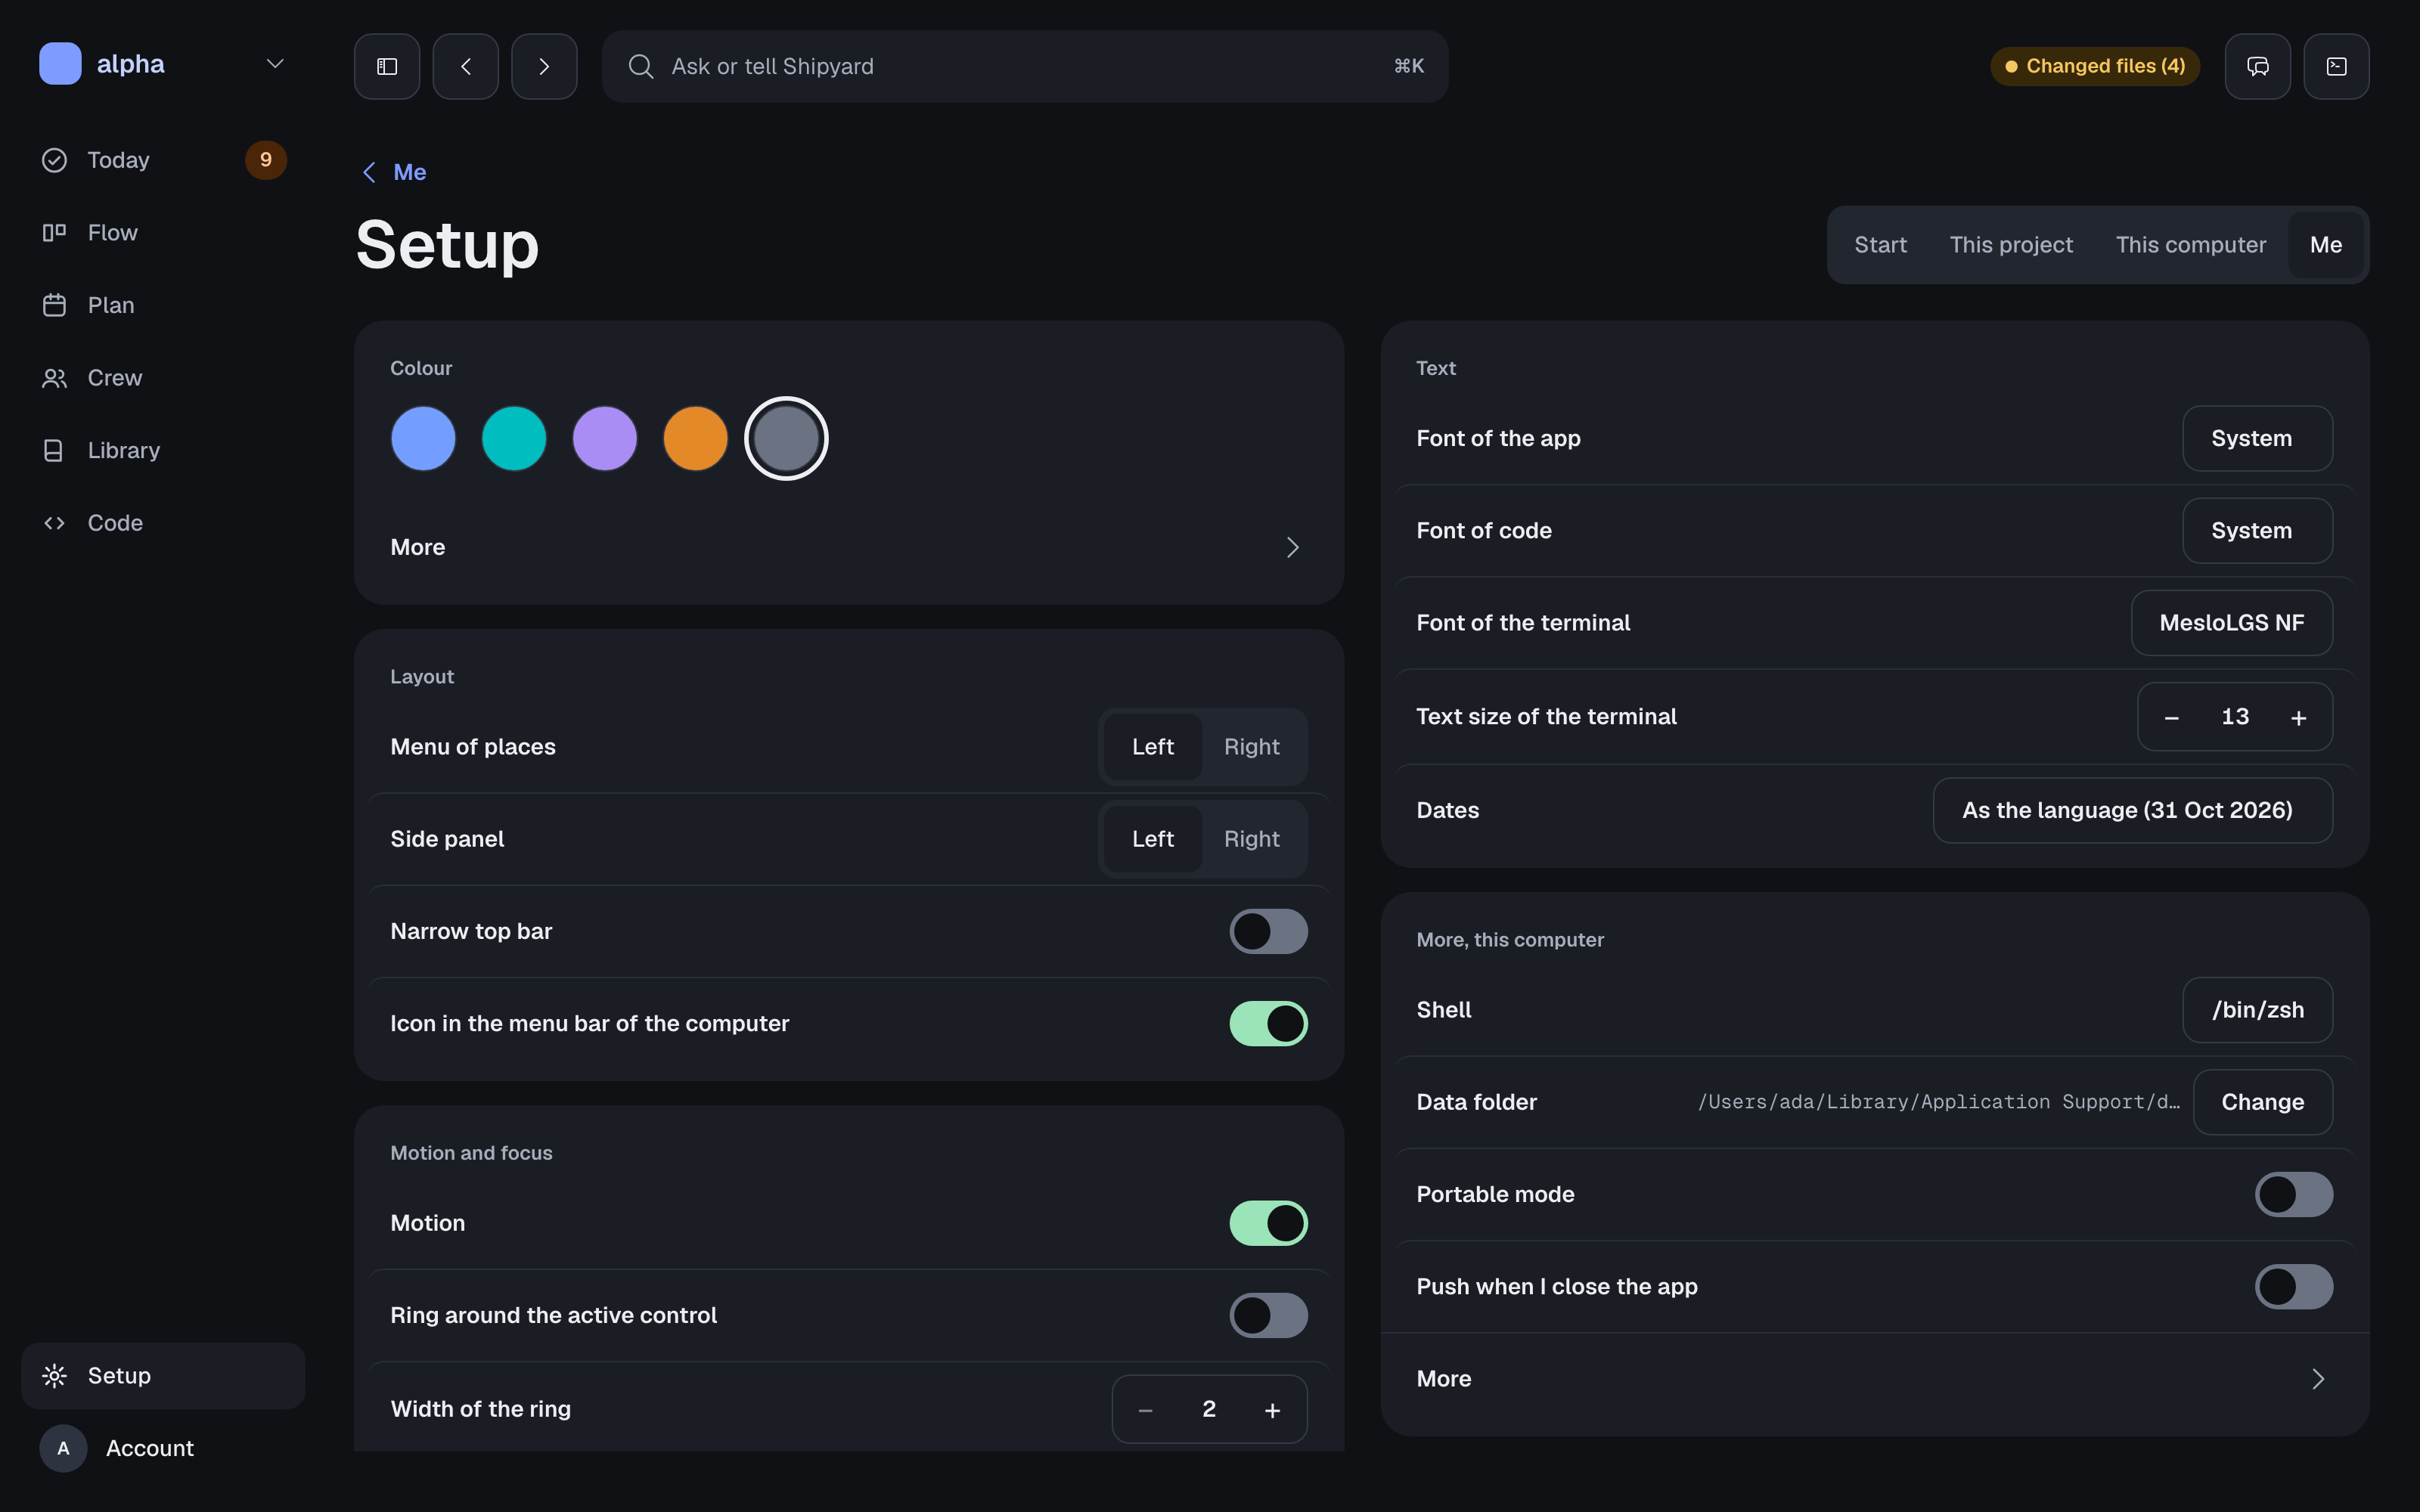 alpha
Ask or tell Shipyard
⌘K
Changed files (4)
Today
9
Flow
Plan
Crew
Library
Code
Setup
A
Account
Me
Setup
Start
This project
This computer
Me
Colour
More
Layout
Menu of places
Left
Right
Side panel
Left
Right
Narrow top bar
Icon in the menu bar of the computer
Motion and focus
Motion
Ring around the active control
Width of the ring
− 2 +
Text
Font of the app
System
Font of code
System
Font of the terminal
MesloLGS NF
Text size of the terminal
− 13 +
Dates
As the language (31 Oct 2026)
More, this computer
Shell
/bin/zsh
Data folder
/Users/ada/Library/Application Support/d…
Change
Portable mode
Push when I close the app
More